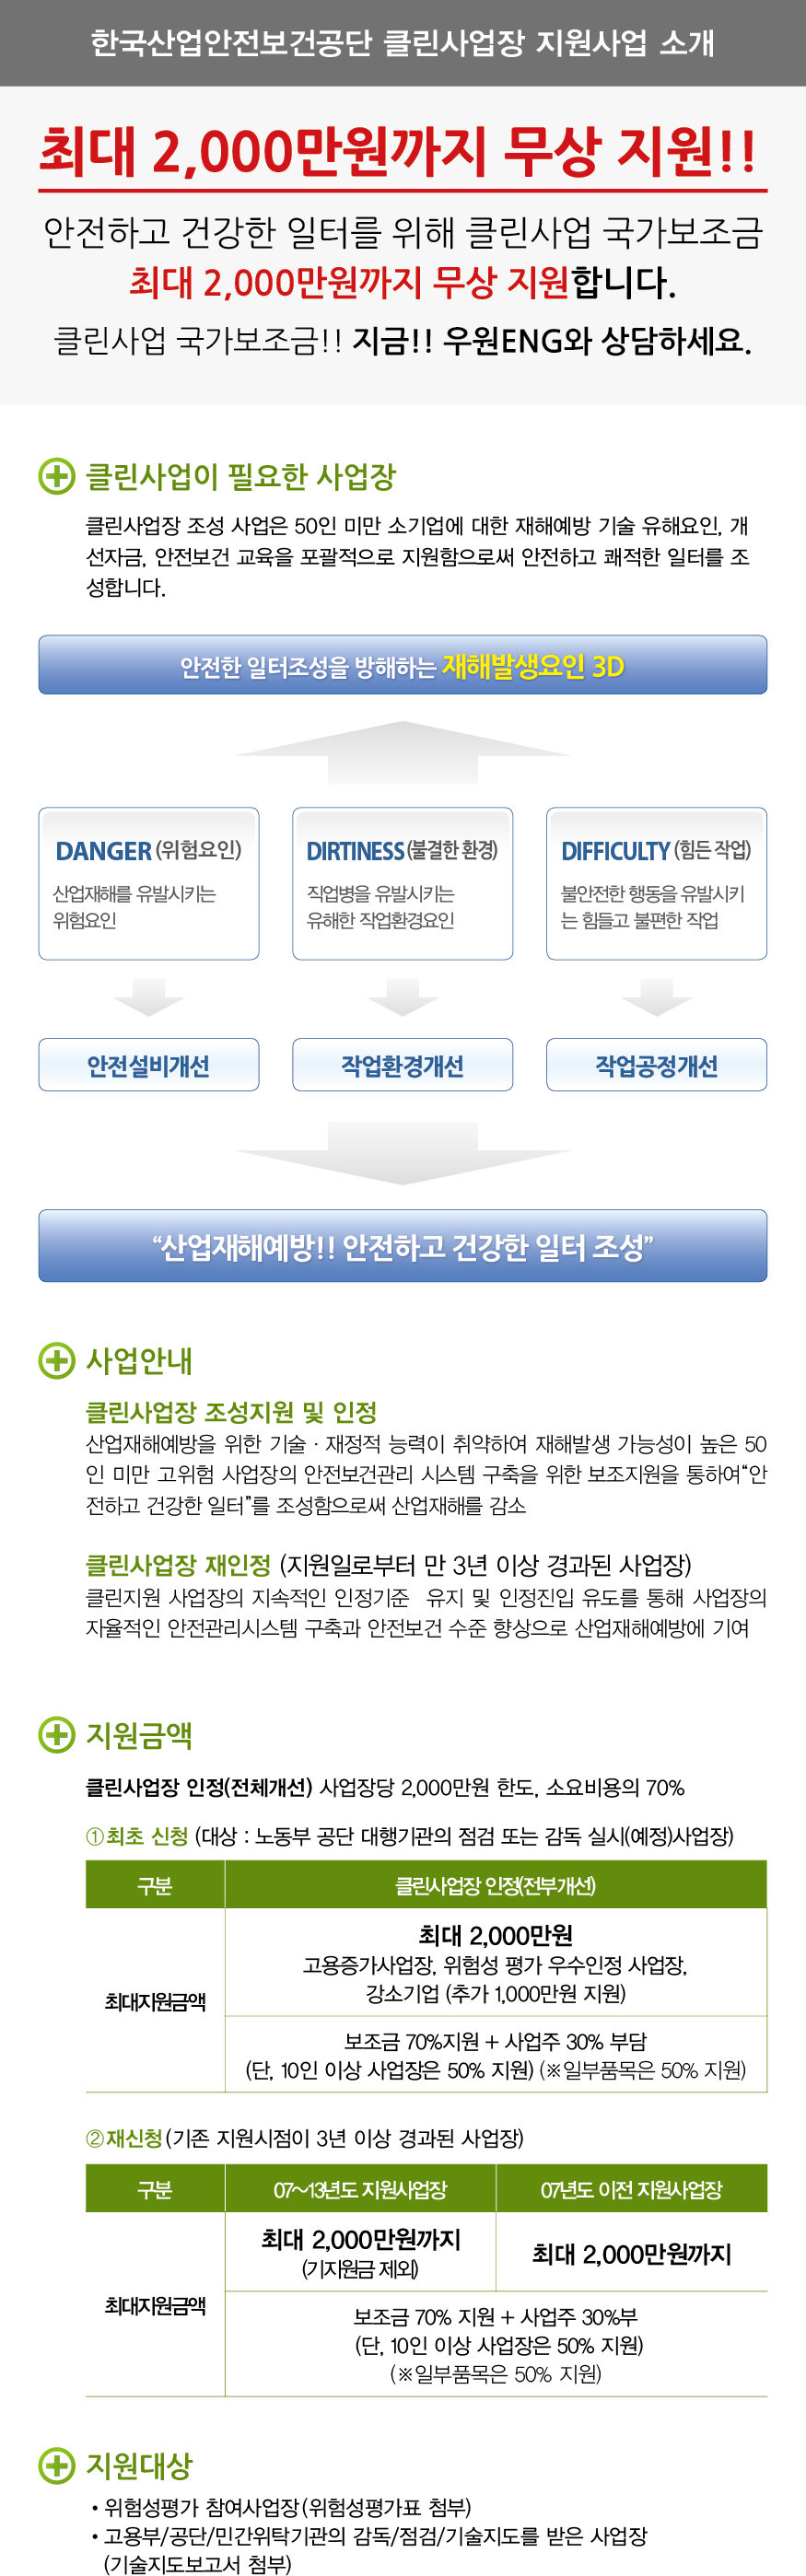 한국산업안전보건공단 클린사업장 지원사업 소개
최대 2,000만원까지 무상 지원!!
안전하고 건강한 일터를 위해 클린사업 국가보조금
최대 2,000만원까지 무상 지원합니다.
클린사업 국가보조금!! 지금!! 우원ENG와 상담하세요.
클린사업이 필요한 사업장
클린사업장 조성 사업은 50인 미만 소기업에 대한 재해예방 기술 유해요인, 개
선자금, 안전보건 교육을 포괄적으로 지원함으로써 안전하고 쾌적한 일터를 조
성합니다.
안전한 일터조성을 방해하는 재해발생요인 3D
DANGER (위험요인)
산업재해를 유발시키는
위험요인
DIRTINESS (불결한 환경)
직업병을 유발시키는
유해한 작업환경요인
DIFFICULTY (힘든 작업)
불안전한 행동을 유발시키
는 힘들고 불편한 작업
안전설비개선
작업환경개선
작업공정개선
“산업재해예방!! 안전하고 건강한 일터 조성”
사업안내
클린사업장 조성지원 및 인정
산업재해예방을 위한 기술 · 재정적 능력이 취약하여 재해발생 가능성이 높은 50
인 미만 고위험 사업장의 안전보건관리 시스템 구축을 위한 보조지원을 통하여“안
전하고 건강한 일터”를 조성함으로써 산업재해를 감소
클린사업장 재인정 (지원일로부터 만 3년 이상 경과된 사업장)
클린지원 사업장의 지속적인 인정기준 유지 및 인정진입 유도를 통해 사업장의
자율적인 안전관리시스템 구축과 안전보건 수준 향상으로 산업재해예방에 기여
지원금액
클린사업장 인정(전체개선) 사업장당 2,000만원 한도, 소요비용의 70%
①최초 신청 (대상 : 노동부 공단 대행기관의 점검 또는 감독 실시(예정)사업장)
구분
클린사업장 인정(전부개선)
최대지원금액
최대 2,000만원
고용증가사업장, 위험성 평가 우수인정 사업장,
강소기업 (추가 1,000만원 지원)
보조금 70%지원 + 사업주 30% 부담
(단, 10인 이상 사업장은 50% 지원) (※일부품목은 50% 지원)
②재신청 (기존 지원시점이 3년 이상 경과된 사업장)
구분
07~13년도 지원사업장
07년도 이전 지원사업장
최대지원금액
최대 2,000만원까지
(기지원금 제외)
최대 2,000만원까지
보조금 70% 지원 + 사업주 30%부
(단, 10인 이상 사업장은 50% 지원)
(※일부품목은 50% 지원)
지원대상
• 위험성평가 참여사업장 (위험성평가표 첨부)
• 고용부/공단/민간위탁기관의 감독/점검/기술지도를 받은 사업장
(기술지도보고서 첨부)